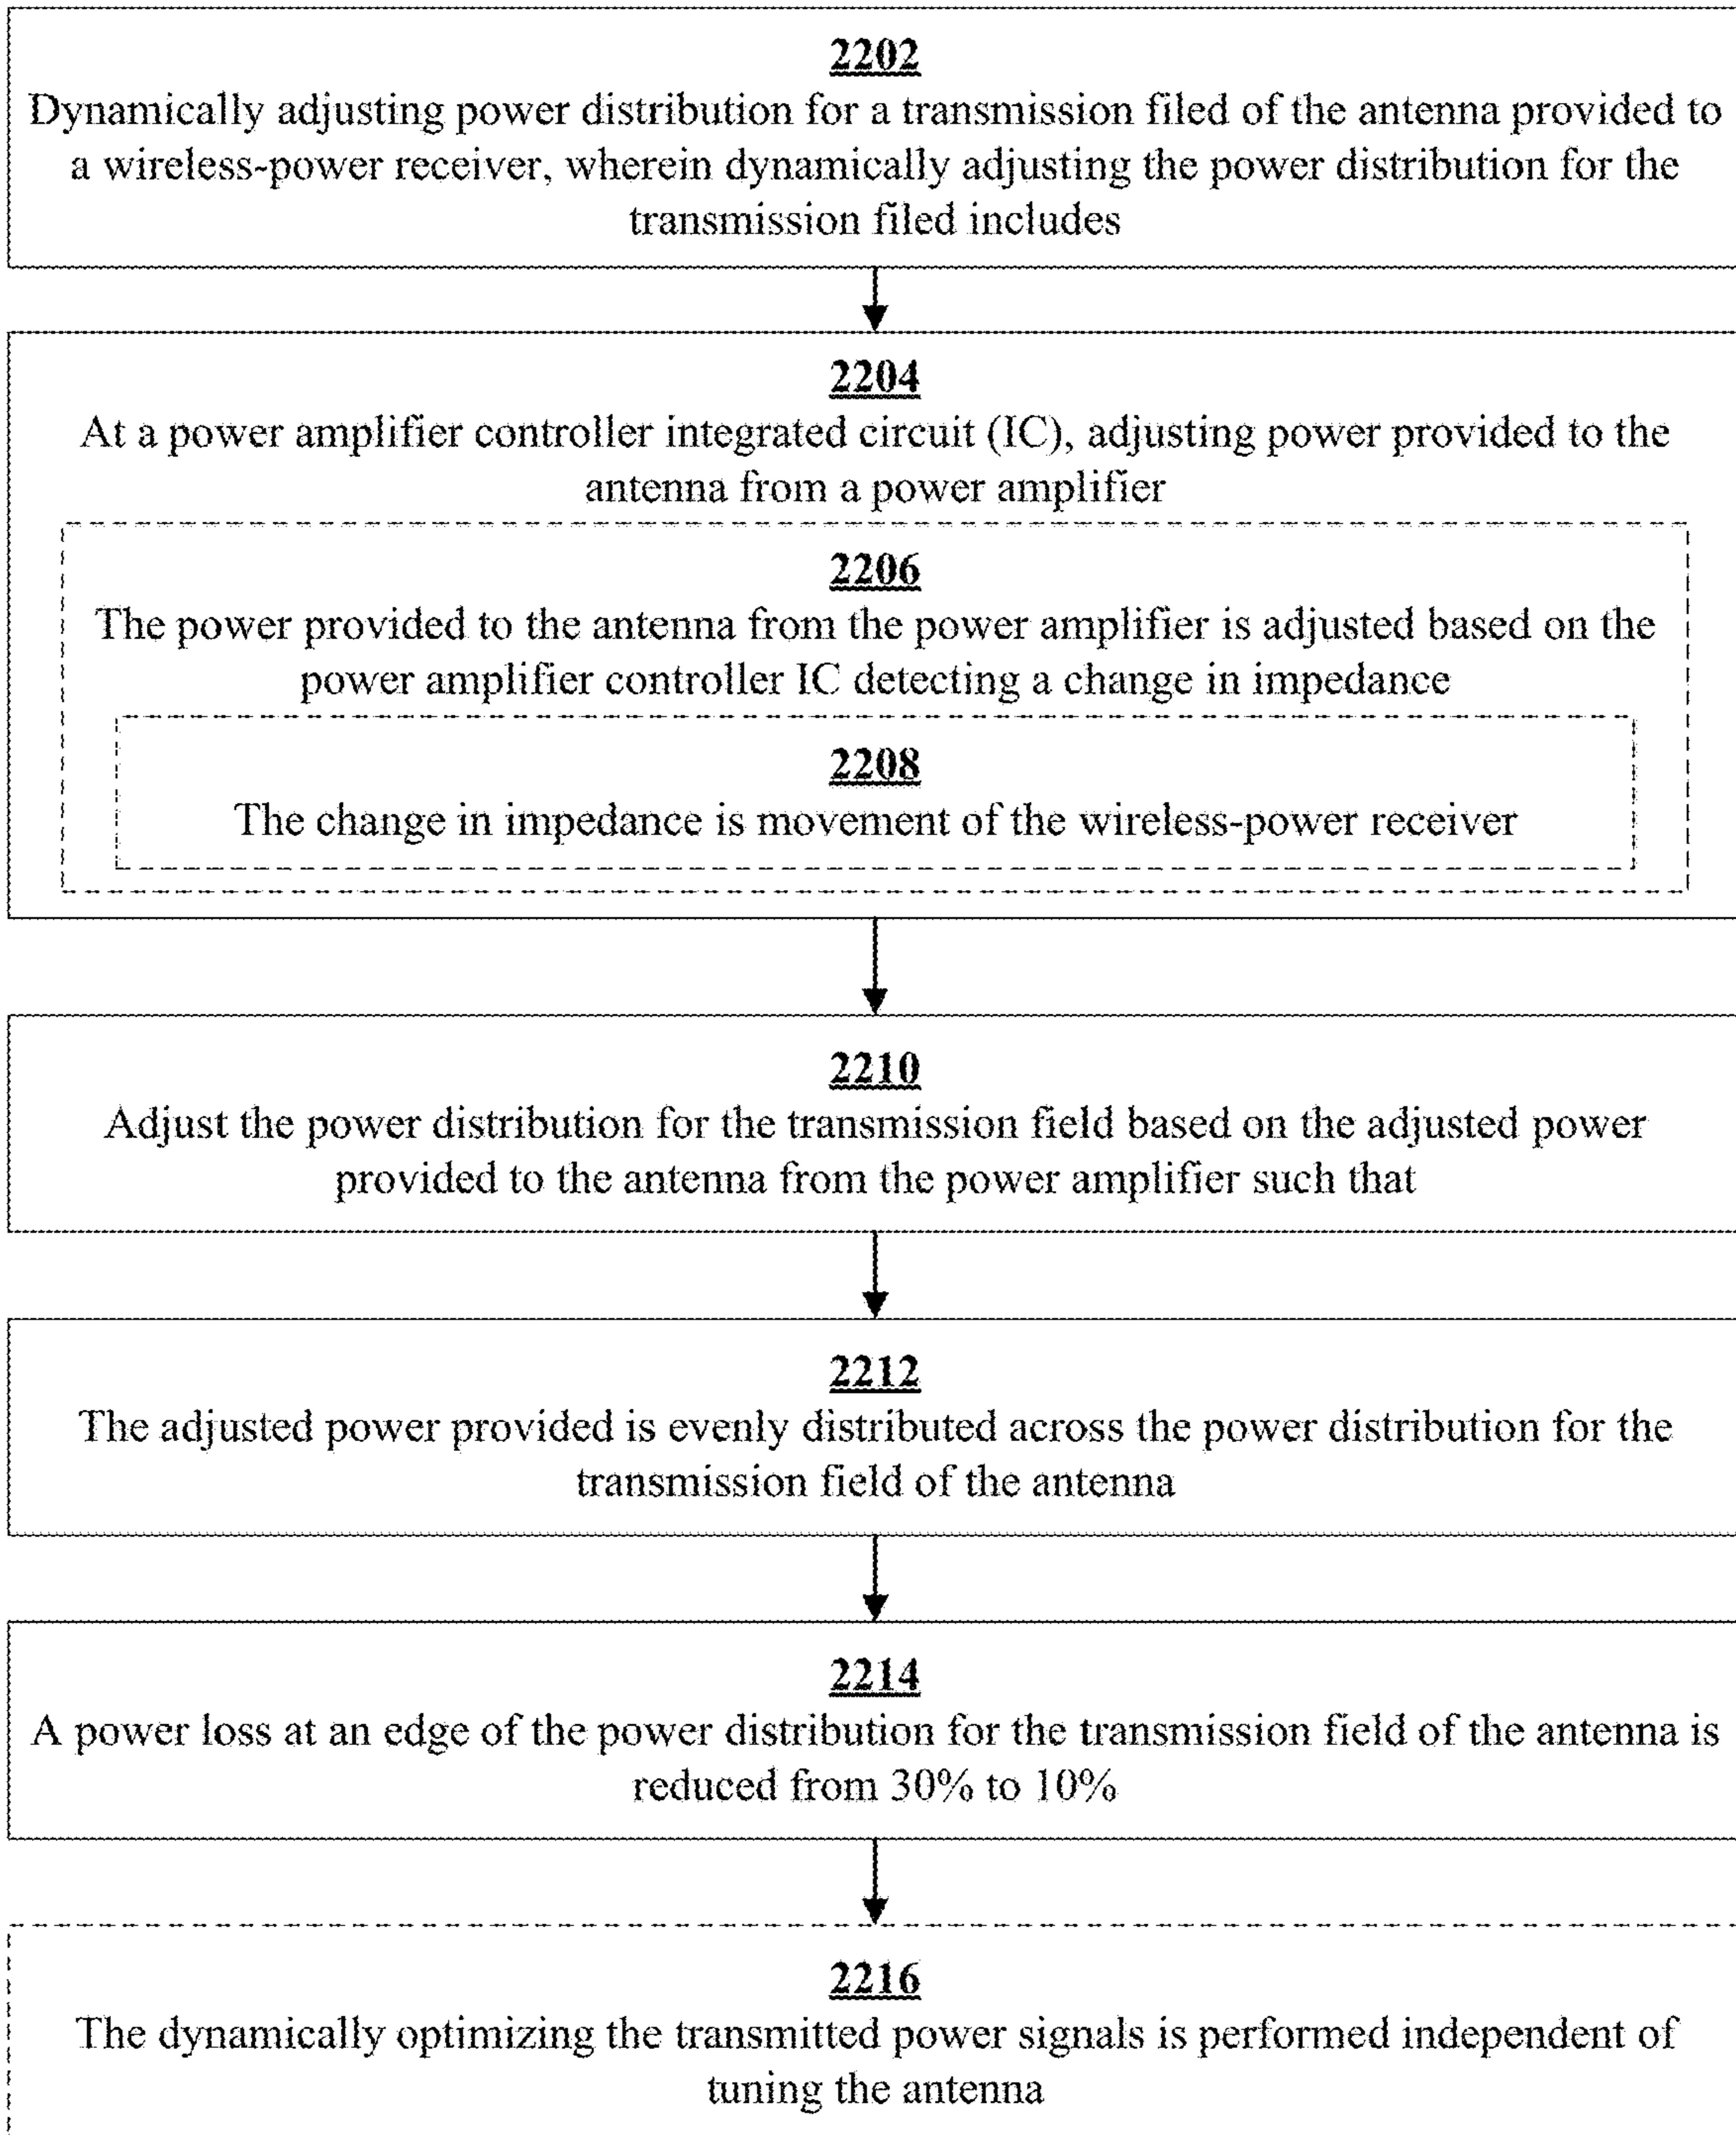 2202
Dynamically adjusting power distribution for a transmission filed of the antenna provided to
a wireless-power receiver, wherein dynamically adjusting the power distribution for the
transmission filed includes
2204
At a power amplifier controller integrated circuit (IC), adjusting power provided to the
antenna from a power amplifier
2206
The power provided to the antenna from the power amplifier is adjusted based on the
power amplifier controller IC detecting a change in impedance
2208
The change in impedance is movement of the wireless-power receiver
2210
Adjust the power distribution for the transmission field based on the adjusted power
provided to the antenna from the power amplifier such that
2212
The adjusted power provided is evenly distributed across the power distribution for the
transmission field of the antenna
2214
A power loss at an edge of the power distribution for the transmission field of the antenna is
reduced from 30% to 10%
2216
The dynamically optimizing the transmitted power signals is performed independent of
tuning the antenna